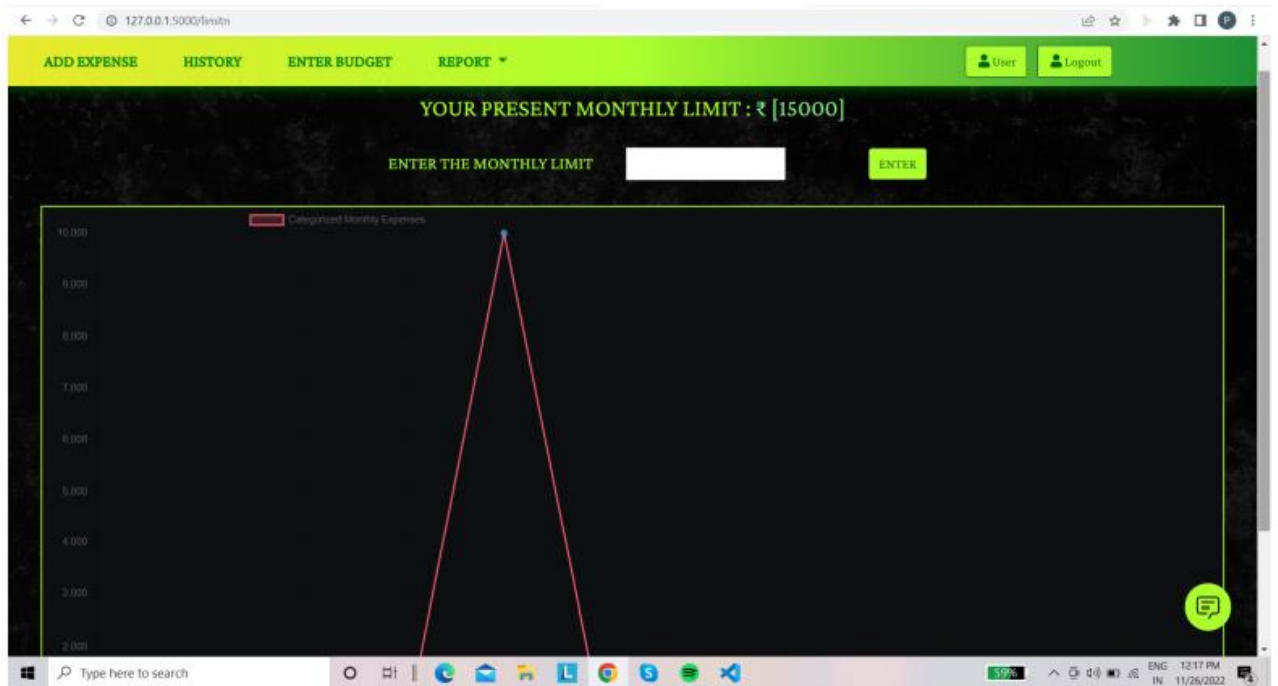 127.0.0.1:5000/limitn
P
ADD EXPENSE HISTORY ENTER BUDGET REPORT User Logout
YOUR PRESENT MONTHLY LIMIT : ₹ [15000]
ENTER THE MONTHLY LIMIT ENTER
Categorized Monthly Expenses
10,000
9,000
8,000
7,000
6,000
5,000
4,000
3,000
2,000
Type here to search L S 59% ENG 12:17 PM
IN 11/26/2022 4